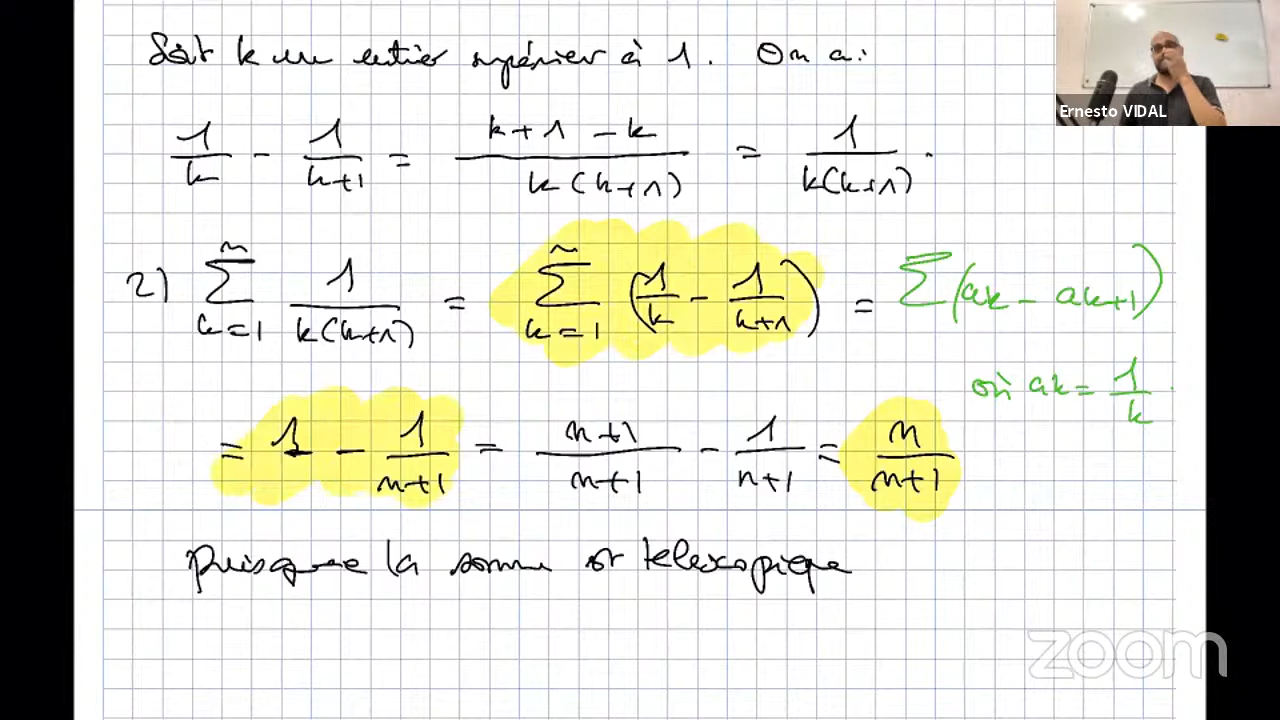 Soit k un entier supérieur à 1. On a:
1/k - 1/(k+1) = (k+1-k)/(k(k+1)) = 1/(k(k+1)).
2) ∑_{k=1}^{n} 1/(k(k+1)) = ∑_{k=1}^{n} (1/k - 1/(k+1)) = ∑(ak - ak+1)
où ak = 1/k.
= 1 - 1/(n+1) = (n+1)/(n+1) - 1/(n+1) = n/(n+1)
puisque la somme est telescopique
Ernesto VIDAL
zoom